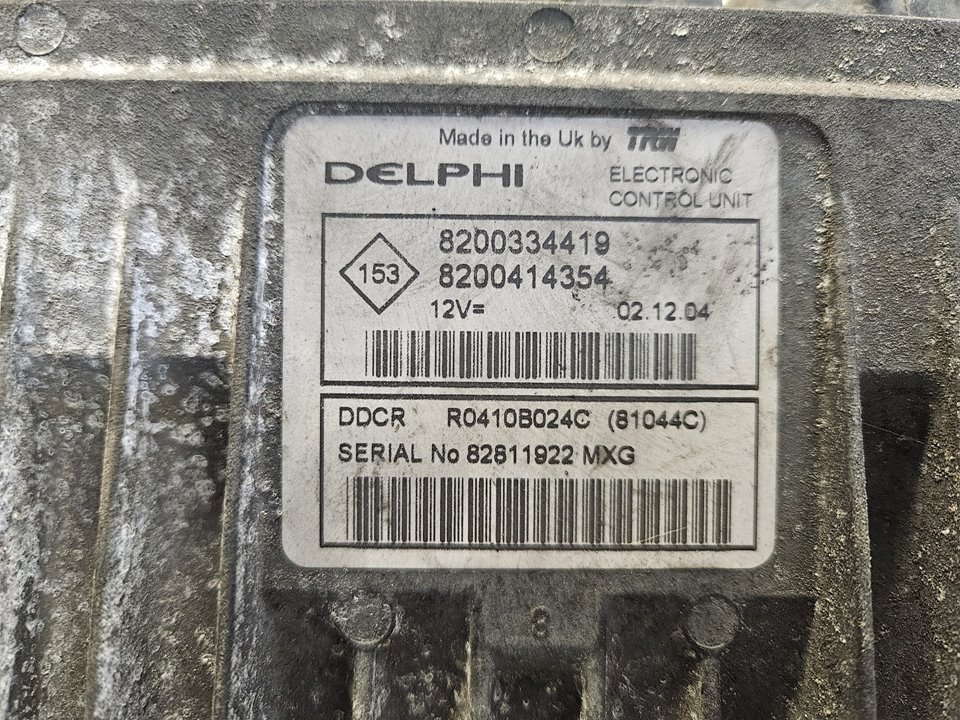 Made in the Uk by TRW
DELPHI
ELECTRONIC
CONTROL UNIT
153
8200334419
8200414354
12V=
02.12.04
DDCR R0410B024C (81044C)
SERIAL No 82811922 MXG
3